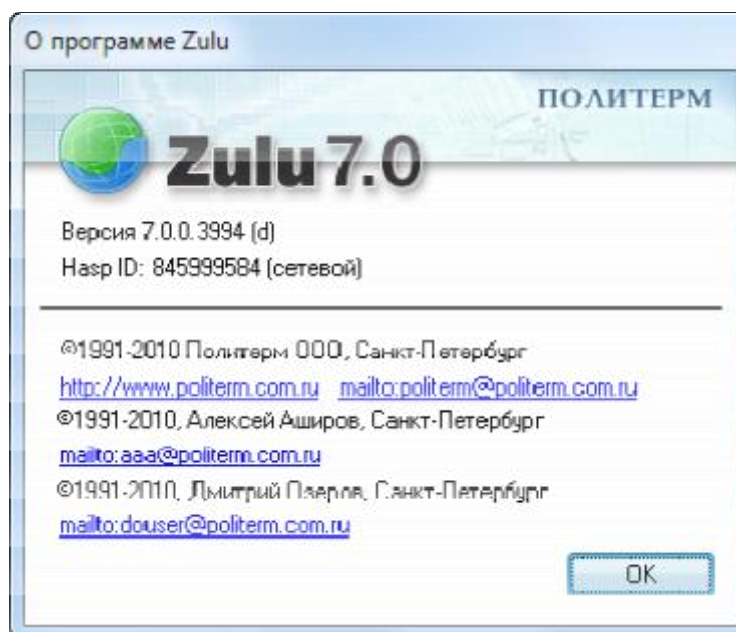 О программе Zulu
ПОЛИТЕРМ
Zulu 7.0
Версия 7.0.0.3994 (d)
Hasp ID: 845999584 (сетевой)
©1991-2010 Политерм ООО, Санкт-Петербург
http://www.politerm.com.ru mailto:politerm@politerm.com.ru
©1991-2010, Алексей Аширов, Санкт-Петербург
mailto:aaa@politerm.com.ru
©1991-2010, Дмитрий Озеров, Санкт-Петербург
mailto:douser@politerm.com.ru
OK